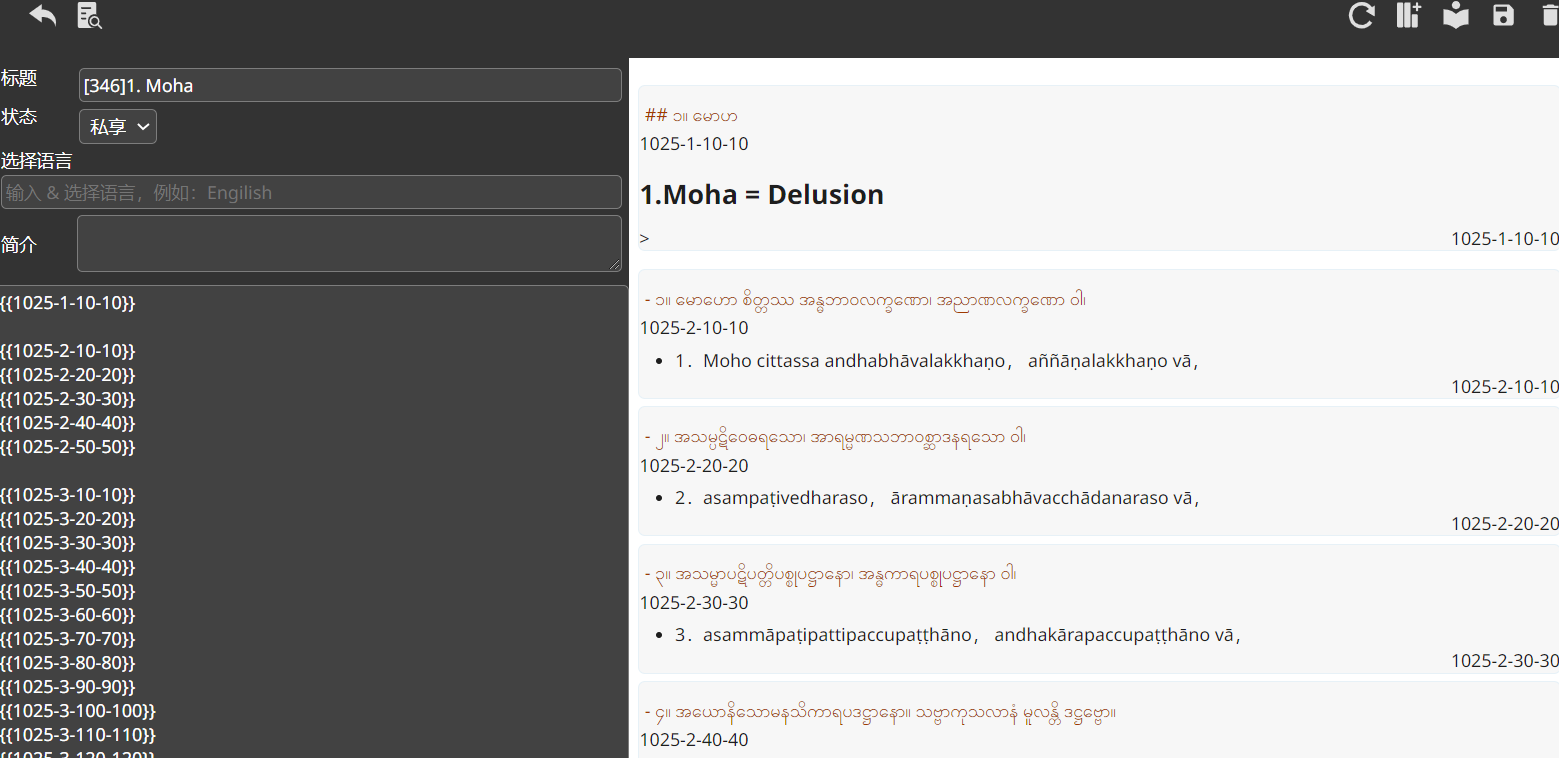 标题
[346]1. Moha
状态
私享
选择语言
输入 & 选择语言，例如：Engilish
简介
{{1025-1-10-10}}
{{1025-2-10-10}}
{{1025-2-20-20}}
{{1025-2-30-30}}
{{1025-2-40-40}}
{{1025-2-50-50}}
{{1025-3-10-10}}
{{1025-3-20-20}}
{{1025-3-30-30}}
{{1025-3-40-40}}
{{1025-3-50-50}}
{{1025-3-60-60}}
{{1025-3-70-70}}
{{1025-3-80-80}}
{{1025-3-90-90}}
{{1025-3-100-100}}
{{1025-3-110-110}}
{{1025-3-120-120}}
## ၁။ မောဟ
1025-1-10-10
1.Moha = Delusion
>
1025-1-10-10
- ၁။ မောဟော စိတ္တဿ အန္ဓဘာဝလက္ခဏော၊ အညာဏလက္ခဏော ဝါ၊
1025-2-10-10
• 1. Moho cittassa andhabhāvalakkhaṇo, aññāṇalakkhaṇo vā,
1025-2-10-10
- ၂။ အသမ္ပဋိဝေဓရသော၊ အာရမ္မဏသဘာဝစ္ဆာဒနရသော ဝါ၊
1025-2-20-20
• 2. asampaṭivedharaso, ārammaṇasabhāvacchādanaraso vā,
1025-2-20-20
- ၃။ အသမ္မာပဋိပတ္တိပစ္စုပဋ္ဌာနော၊ အန္ဓကာရပစ္စုပဋ္ဌာနော ဝါ၊
1025-2-30-30
• 3. asammāpaṭipattipaccupaṭṭhāno, andhakārapaccupaṭṭhāno vā,
1025-2-30-30
- ၄။ အယောနိသောမနသိကာရပဒဋ္ဌာနော။ သဗ္ဗာကုသလာနံ မူလန္တိ ဒဋ္ဌဗ္ဗော။
1025-2-40-40